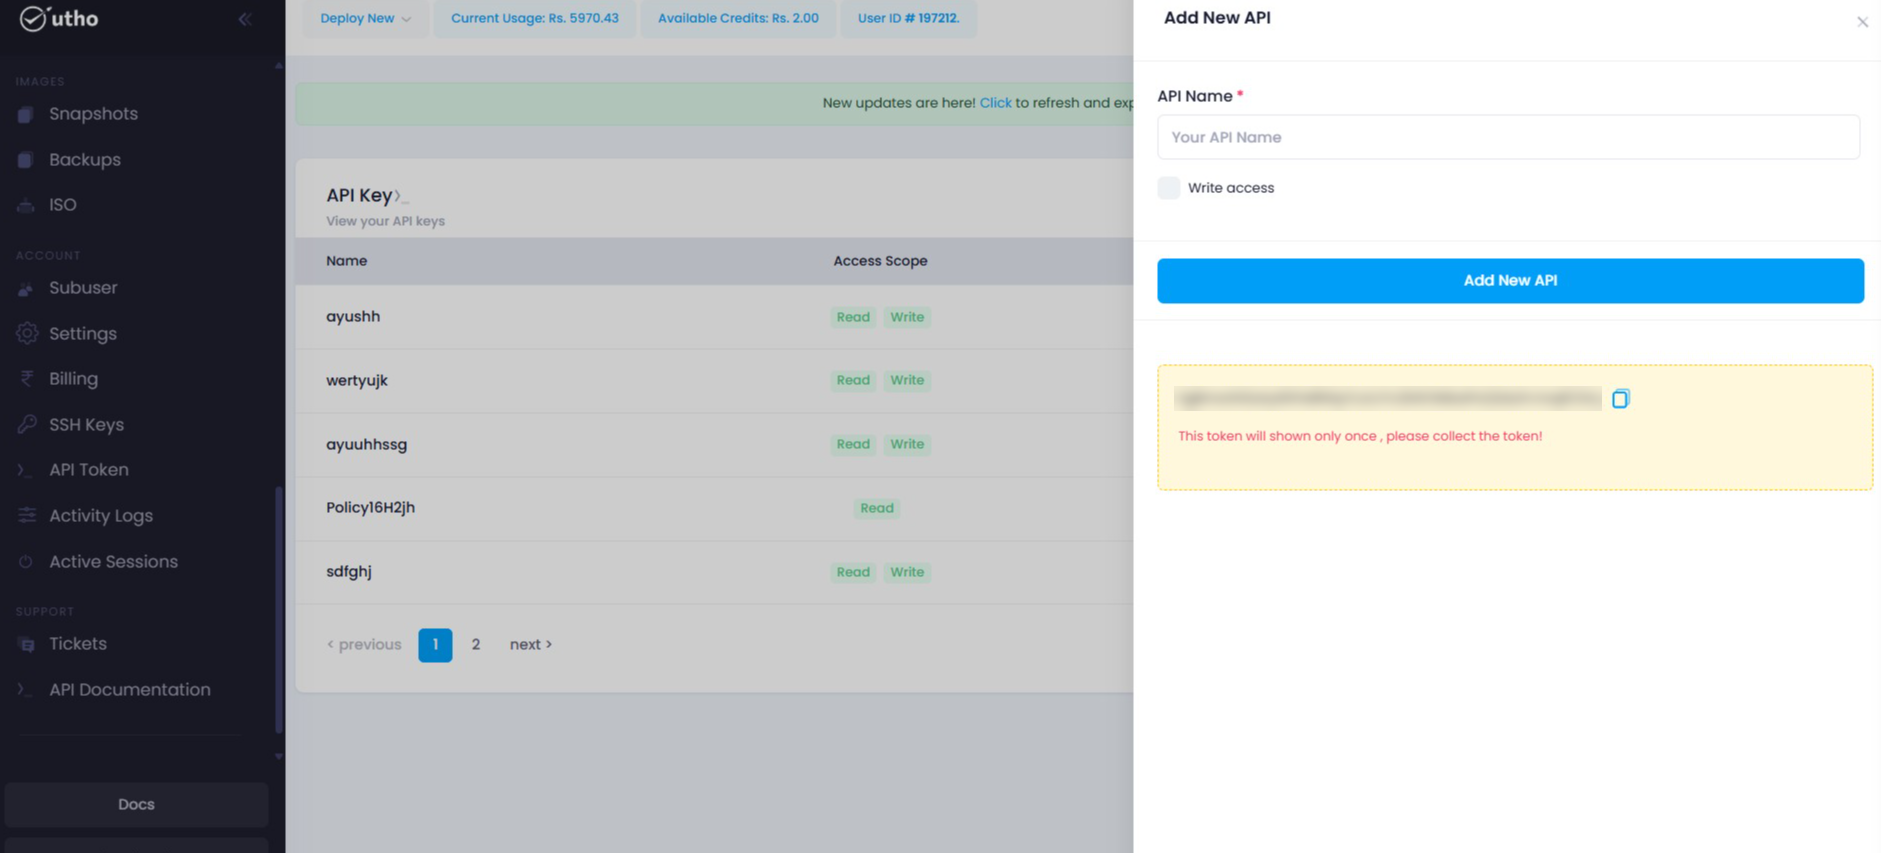 utho
IMAGES
Snapshots
Backups
ISO
ACCOUNT
Subuser
Settings
Billing
SSH Keys
API Token
Activity Logs
Active Sessions
SUPPORT
Tickets
API Documentation
Docs
Deploy New
Current Usage: Rs. 5970.43
Available Credits: Rs. 2.00
User ID # 197212.
New updates are here! Click to refresh and exp
API Key
View your API keys
Name Access Scope
ayushh Read Write
wertyujk Read Write
ayuuhhssg Read Write
Policy16H2jh Read
sdfghj Read Write
< previous 1 2 next >
Add New API
API Name *
Your API Name
Write access
Add New API
This token will shown only once , please collect the token!